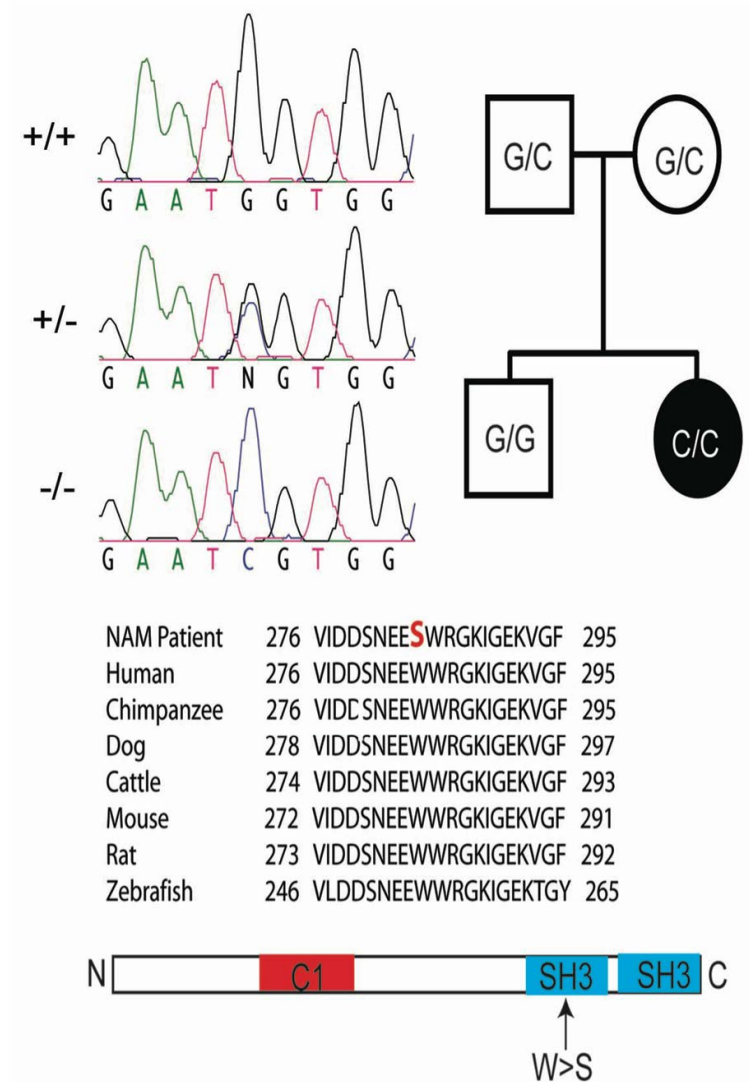 +/+
G A A T G G T G G
+/-
G A A T N G T G G
-/-
G A A T C G T G G
G/C G/C
G/G C/C
NAM Patient 276 VIDDSNEESWRGKIGEKVGF 295
Human 276 VIDDSNEEWWRGKIGEKVGF 295
Chimpanzee 276 VIDDSNEEWWRGKIGEKVGF 295
Dog 278 VIDDSNEEWWRGKIGEKVGF 297
Cattle 274 VIDDSNEEWWRGKIGEKVGF 293
Mouse 272 VIDDSNEEWWRGKIGEKVGF 291
Rat 273 VIDDSNEEWWRGKIGEKVGF 292
Zebrafish 246 VLDDSNEEWWRGKIGEKTGY 265
N C1 SH3 SH3 C
W>S